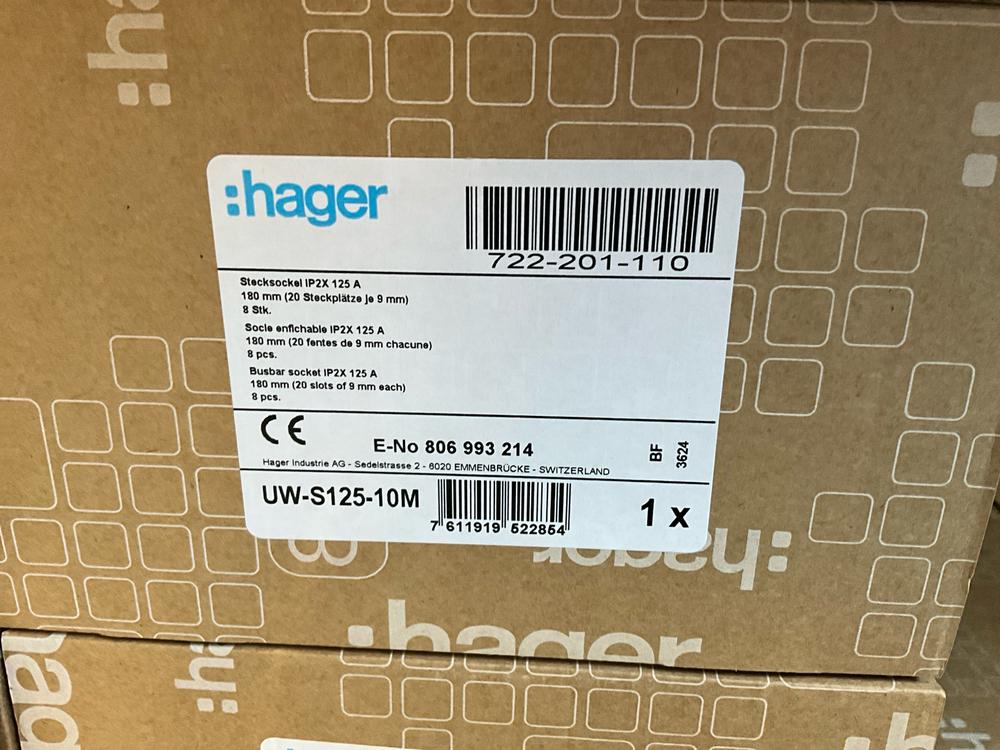 :h
:hager
722-201-110
Stecksockel IP2X 125 A
180 mm (20 Steckplätze je 9 mm)
8 Stk.
Socle enfichable IP2X 125 A
180 mm (20 fentes de 9 mm chacune)
8 pcs.
Busbar socket IP2X 125 A
180 mm (20 slots of 9 mm each)
8 pcs.
CE
E-No 806 993 214
BF
3624
Hager Industrie AG - Sedelstrasse 2 - 6020 EMMENBRÜCKE - SWITZERLAND
UW-S125-10M
7 611919 522854
1 x
:hager
:hager
hag
:h
:h